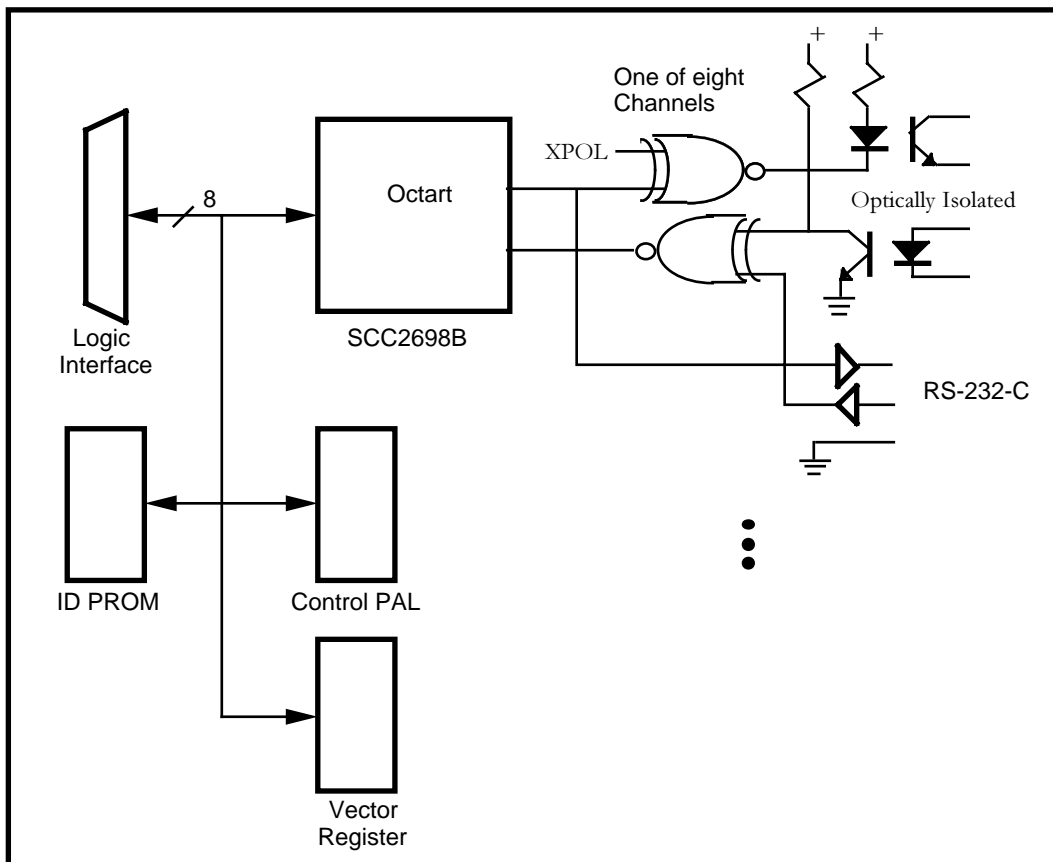 + +
One of eight
Channels
XPOL
8
Octart
Optically Isolated
Logic
Interface
SCC2698B
RS-232-C
ID PROM
Control PAL
Vector
Register